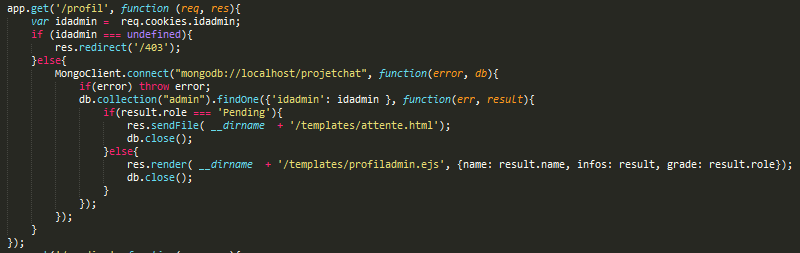 app.get('/profil', function (req, res){
var idadmin = req.cookies.idadmin;
if (idadmin === undefined){
res.redirect('/403');
}else{
MongoClient.connect("mongodb://localhost/projetchat", function(error, db){
if(error) throw error;
db.collection("admin").findOne({'idadmin': idadmin }, function(err, result){
if(result.role === 'Pending'){
res.sendFile( __dirname + '/templates/attente.html');
db.close();
}else{
res.render( __dirname + '/templates/profiladmin.ejs', {name: result.name, infos: result, grade: result.role});
db.close();
}
});
});
}
});